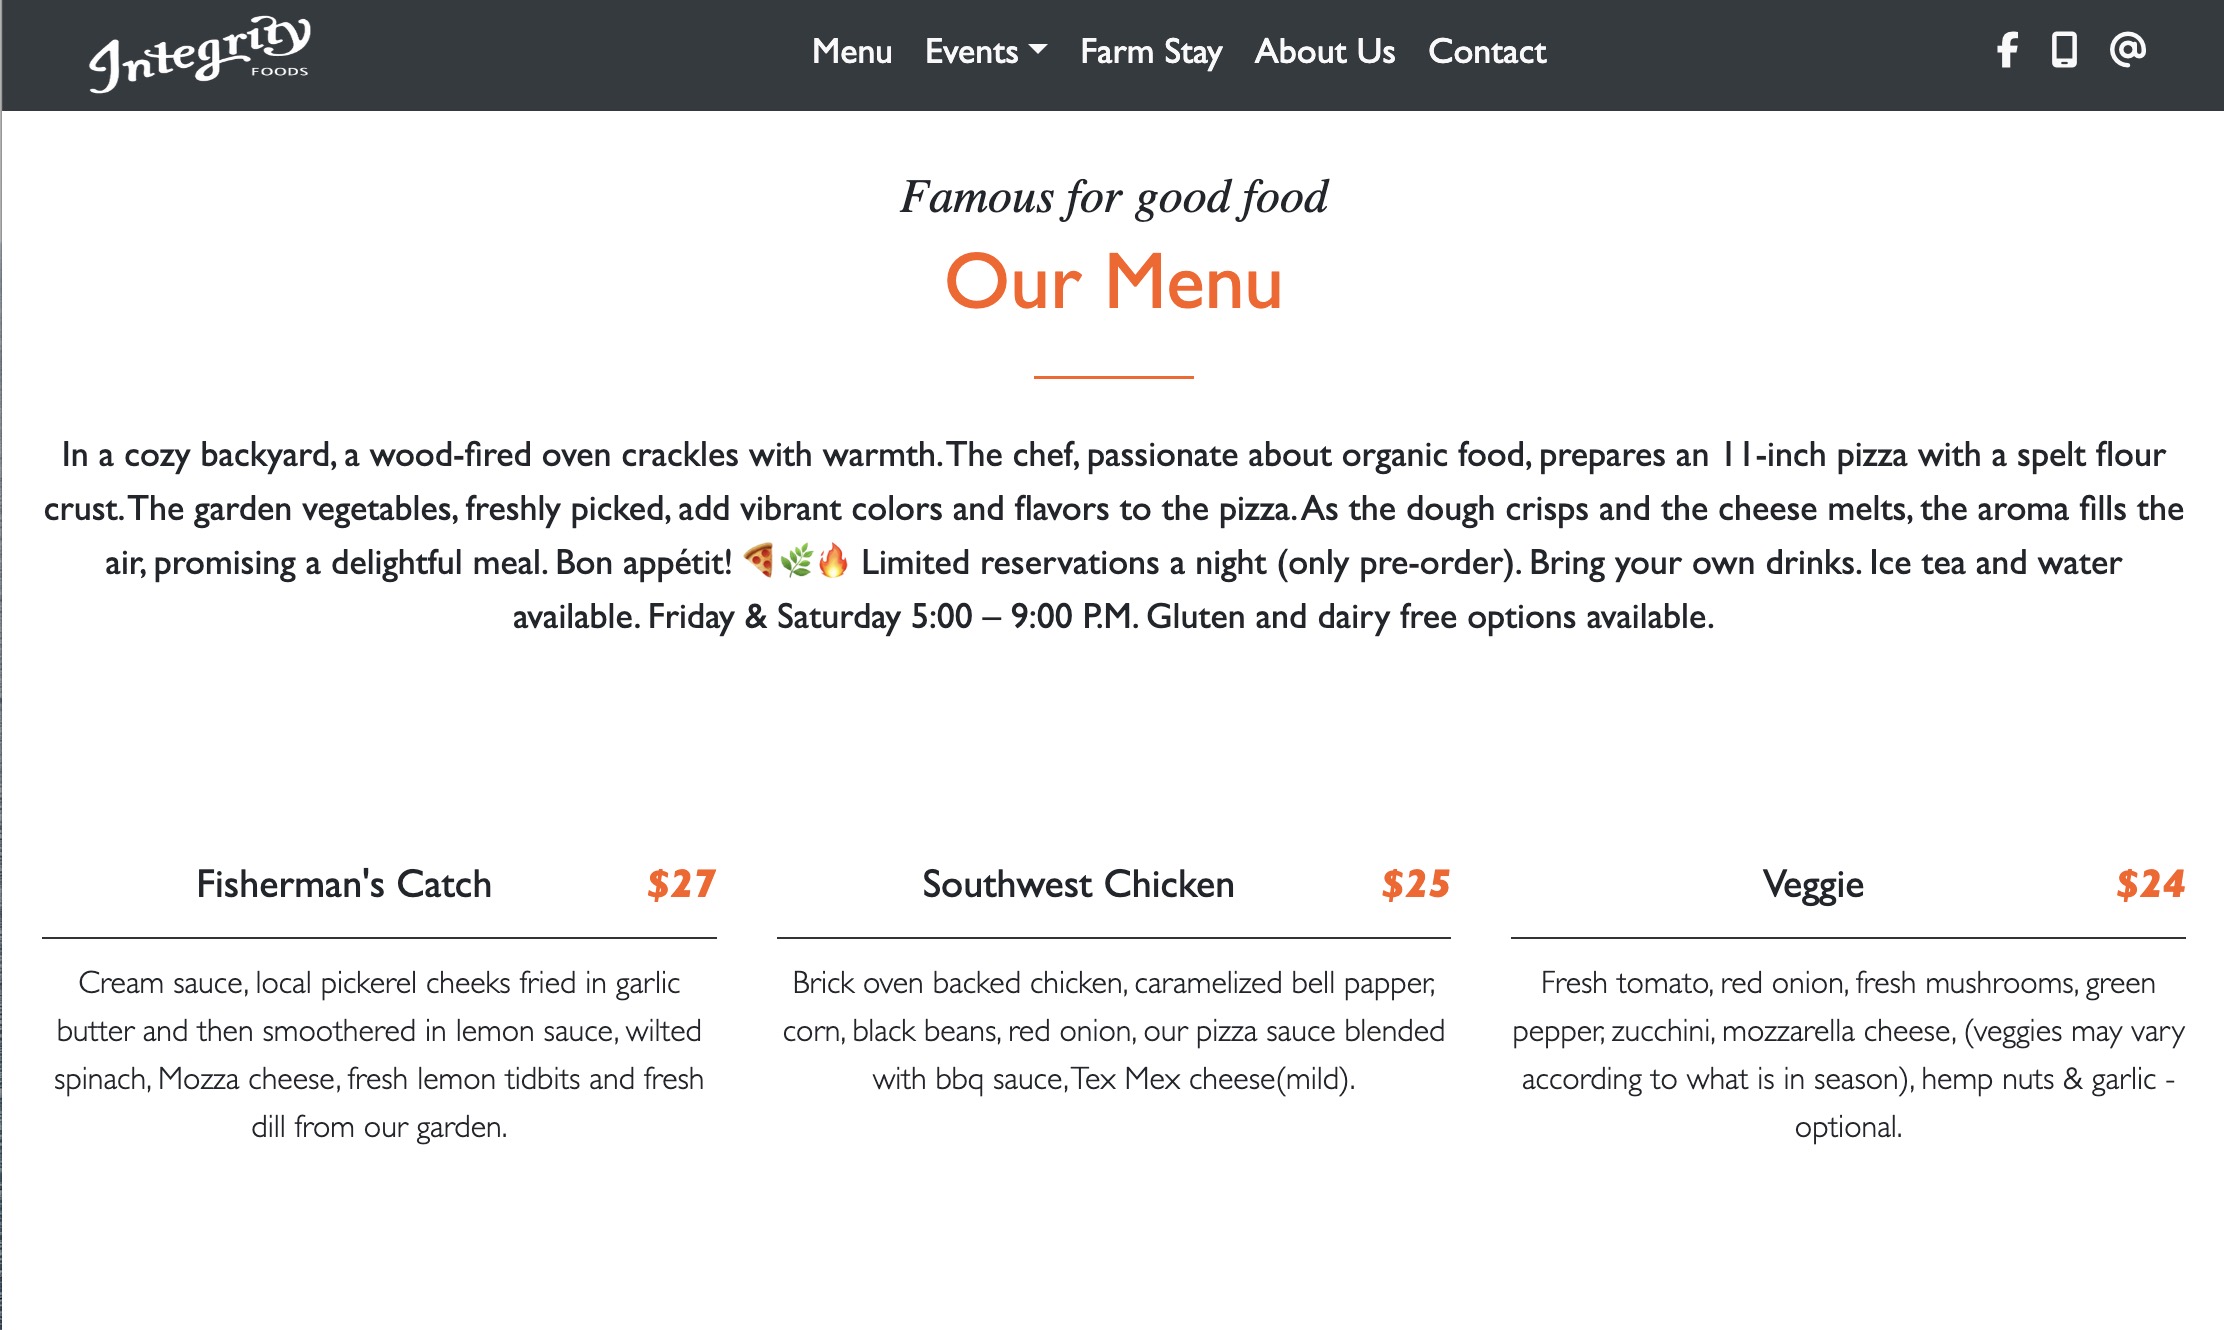 Integrity
FOODS
Menu Events Farm Stay About Us Contact
Famous for good food
Our Menu
In a cozy backyard, a wood-fired oven crackles with warmth. The chef, passionate about organic food, prepares an 11-inch pizza with a spelt flour
crust. The garden vegetables, freshly picked, add vibrant colors and flavors to the pizza. As the dough crisps and the cheese melts, the aroma fills the
air, promising a delightful meal. Bon appétit! 🍕🌿🔥 Limited reservations a night (only pre-order). Bring your own drinks. Ice tea and water
available. Friday & Saturday 5:00 – 9:00 P.M. Gluten and dairy free options available.
Fisherman's Catch $27
Cream sauce, local pickerel cheeks fried in garlic
butter and then smoothered in lemon sauce, wilted
spinach, Mozza cheese, fresh lemon tidbits and fresh
dill from our garden.
Southwest Chicken $25
Brick oven backed chicken, caramelized bell papper,
corn, black beans, red onion, our pizza sauce blended
with bbq sauce, Tex Mex cheese(mild).
Veggie $24
Fresh tomato, red onion, fresh mushrooms, green
pepper, zucchini, mozzarella cheese, (veggies may vary
according to what is in season), hemp nuts & garlic -
optional.